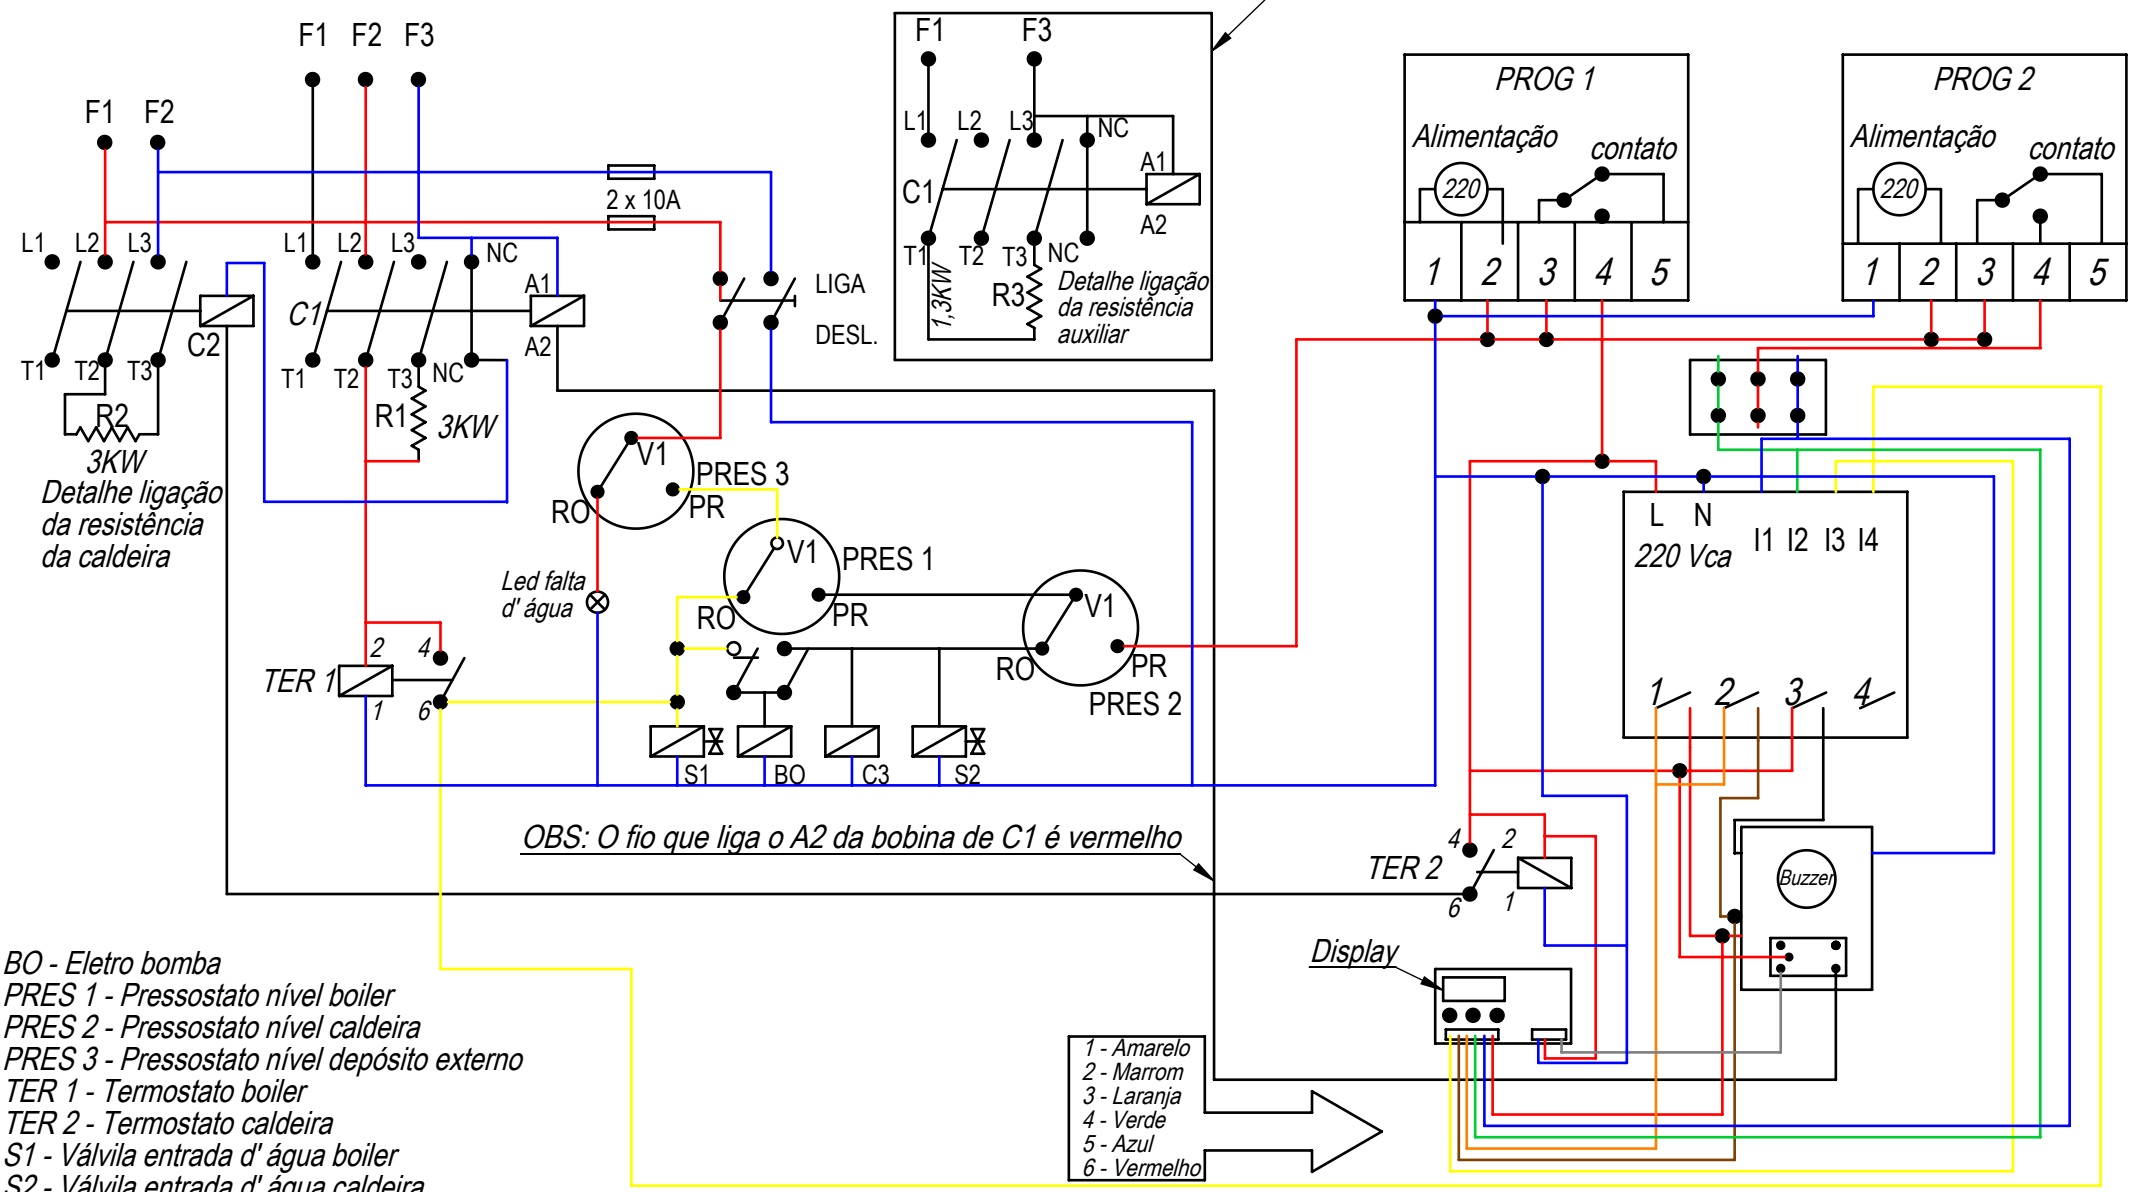 F1 F2 F3
F1 F2
L1 L2 L3
L1 L2 L3 NC
A1
C1
A2
C2
T1 T2 T3
T1 T2 T3 NC
R2
3KW
R1 3KW
Detalhe ligação
da resistência
da caldeira
2 x 10A
LIGA
DESL.
F1 F3
L1 L2 L3 NC
A1
C1
A2
T1 T2 T3 NC
1,3KW
R3
Detalhe ligação
da resistência
auxiliar
PROG 1
Alimentação
contato
220
1 2 3 4 5
PROG 2
Alimentação
contato
220
1 2 3 4 5
V1
PRES 3
RO PR
Led falta
d' água
V1
PRES 1
RO PR
V1
RO PR
PRES 2
TER 1
2 4
1 6
S1 BO C3 S2
L N
220 Vca
I1 I2 I3 I4
1 2 3 4
OBS: O fio que liga o A2 da bobina de C1 é vermelho
TER 2
4 2
6 1
Buzzer
Display
1 - Amarelo
2 - Marrom
3 - Laranja
4 - Verde
5 - Azul
6 - Vermelho
BO - Eletro bomba
PRES 1 - Pressostato nível boiler
PRES 2 - Pressostato nível caldeira
PRES 3 - Pressostato nível depósito externo
TER 1 - Termostato boiler
TER 2 - Termostato caldeira
S1 - Válvila entrada d' água boiler
S2 - Válvila entrada d' água caldeira